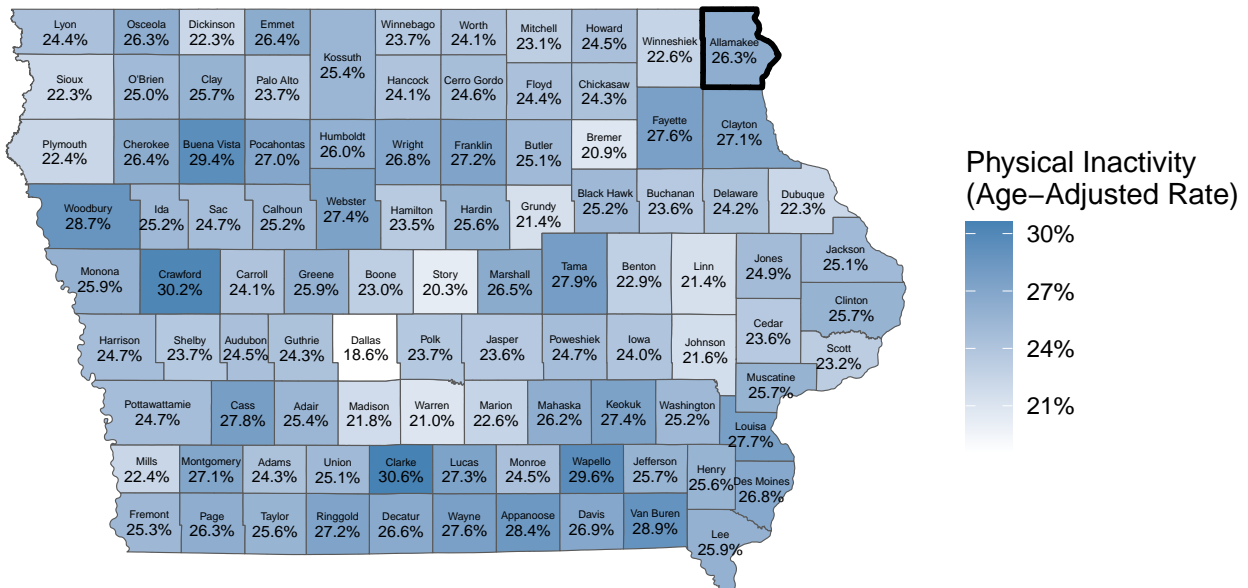 Lyon
24.4%
Osceola
26.3%
Dickinson
22.3%
Emmet
26.4%
Winnebago
23.7%
Worth
24.1%
Mitchell
23.1%
Howard
24.5%
Winneshiek
22.6%
Allamakee
26.3%
Kossuth
25.4%
Sioux
22.3%
O'Brien
25.0%
Clay
25.7%
Palo Alto
23.7%
Hancock
24.1%
Cerro Gordo
24.6%
Floyd
24.4%
Chickasaw
24.3%
Fayette
27.6%
Clayton
27.1%
Plymouth
22.4%
Cherokee
26.4%
Buena Vista
29.4%
Pocahontas
27.0%
Humboldt
26.0%
Wright
26.8%
Franklin
27.2%
Butler
25.1%
Bremer
20.9%
Woodbury
28.7%
Ida
25.2%
Sac
24.7%
Calhoun
25.2%
Webster
27.4%
Hamilton
23.5%
Hardin
25.6%
Grundy
21.4%
Black Hawk
25.2%
Buchanan
23.6%
Delaware
24.2%
Dubuque
22.3%
Monona
25.9%
Crawford
30.2%
Carroll
24.1%
Greene
25.9%
Boone
23.0%
Story
20.3%
Marshall
26.5%
Tama
27.9%
Benton
22.9%
Linn
21.4%
Jones
24.9%
Jackson
25.1%
Clinton
25.7%
Harrison
24.7%
Shelby
23.7%
Audubon
24.5%
Guthrie
24.3%
Dallas
18.6%
Polk
23.7%
Jasper
23.6%
Poweshiek
24.7%
Iowa
24.0%
Johnson
21.6%
Cedar
23.6%
Scott
23.2%
Muscatine
25.7%
Pottawattamie
24.7%
Cass
27.8%
Adair
25.4%
Madison
21.8%
Warren
21.0%
Marion
22.6%
Mahaska
26.2%
Keokuk
27.4%
Washington
25.2%
Louisa
27.7%
Mills
22.4%
Montgomery
27.1%
Adams
24.3%
Union
25.1%
Clarke
30.6%
Lucas
27.3%
Monroe
24.5%
Wapello
29.6%
Jefferson
25.7%
Henry
25.6%
Des Moines
26.8%
Fremont
25.3%
Page
26.3%
Taylor
25.6%
Ringgold
27.2%
Decatur
26.6%
Wayne
27.6%
Appanoose
28.4%
Davis
26.9%
Van Buren
28.9%
Lee
25.9%
Physical Inactivity
(Age−Adjusted Rate)
30%
27%
24%
21%